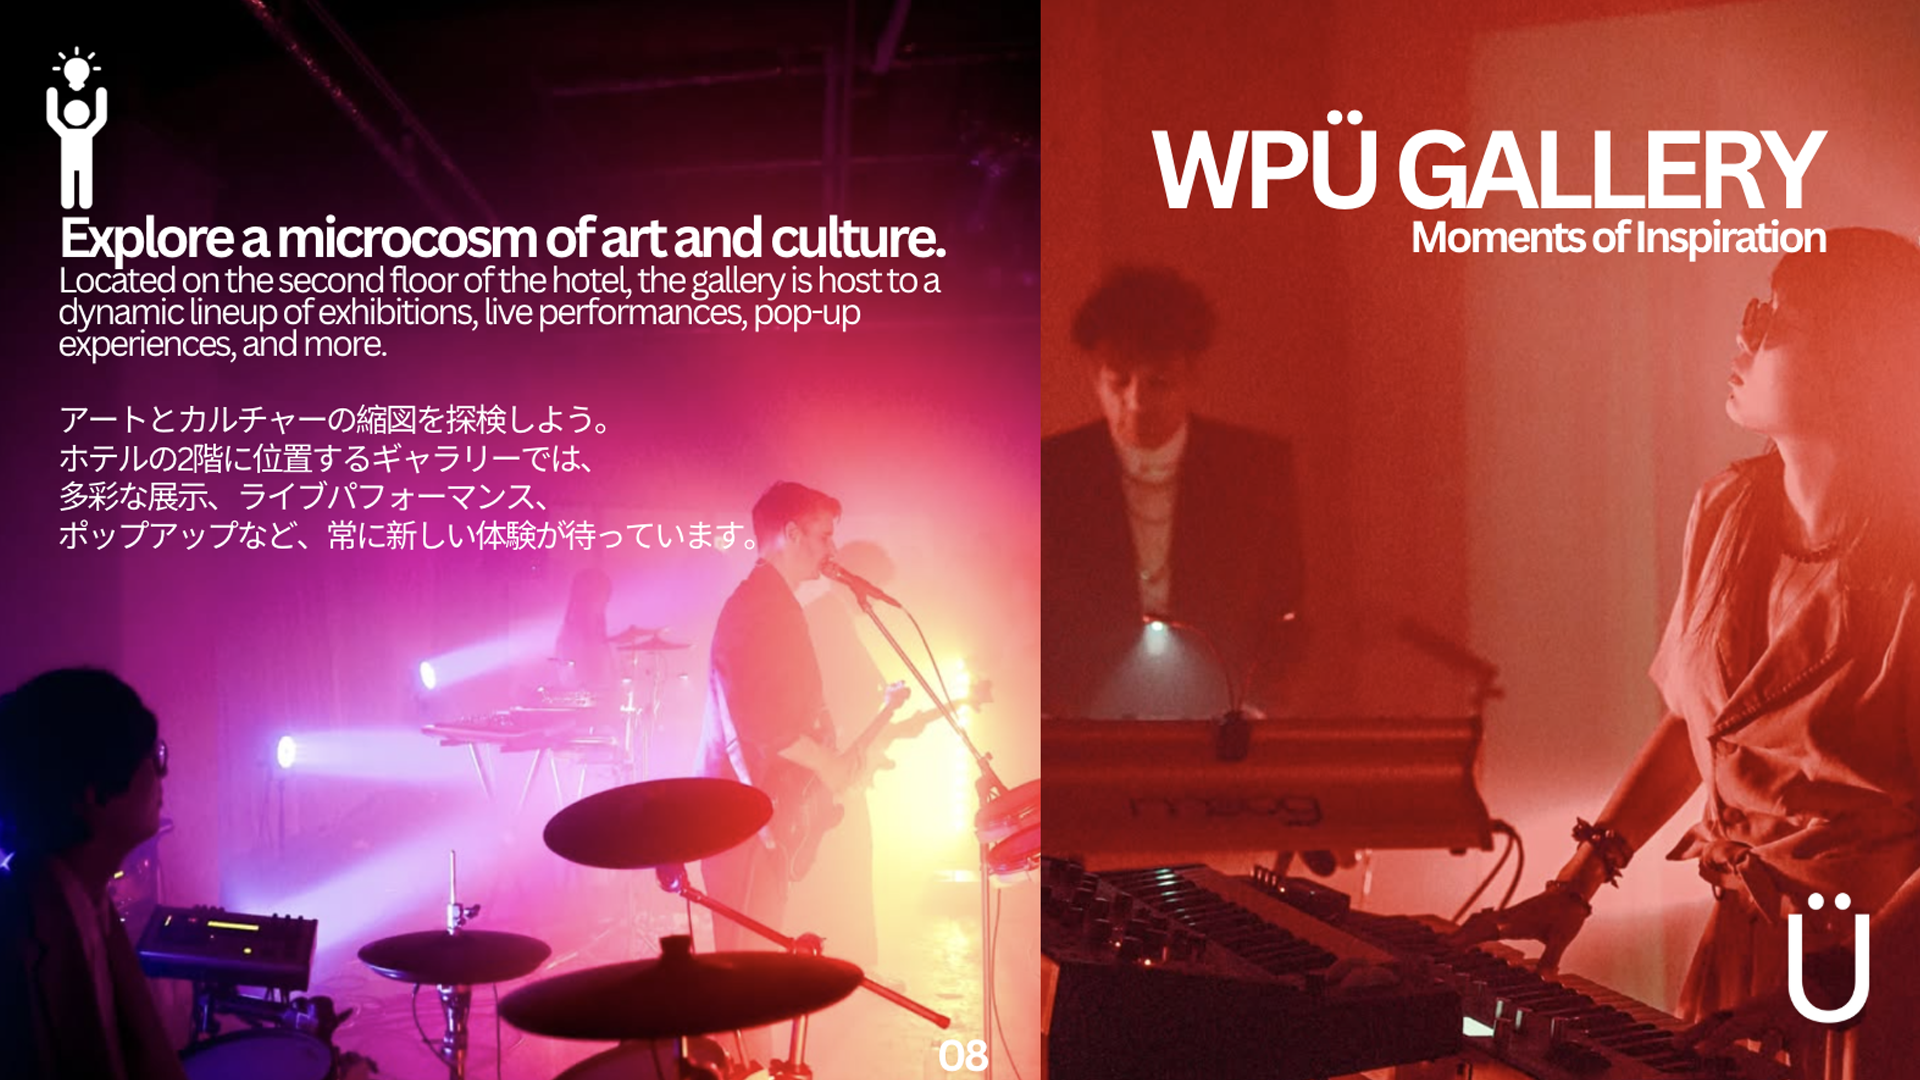 Explore a microcosm of art and culture.
Located on the second floor of the hotel, the gallery is host to a
dynamic lineup of exhibitions, live performances, pop-up
experiences, and more.
アートとカルチャーの縮図を探検しよう。
ホテルの2階に位置するギャラリーでは、
多彩な展示、ライブパフォーマンス、
ポップアップなど、常に新しい体験が待っています。
08
WPÜ GALLERY
Moments of Inspiration
moog
Ü